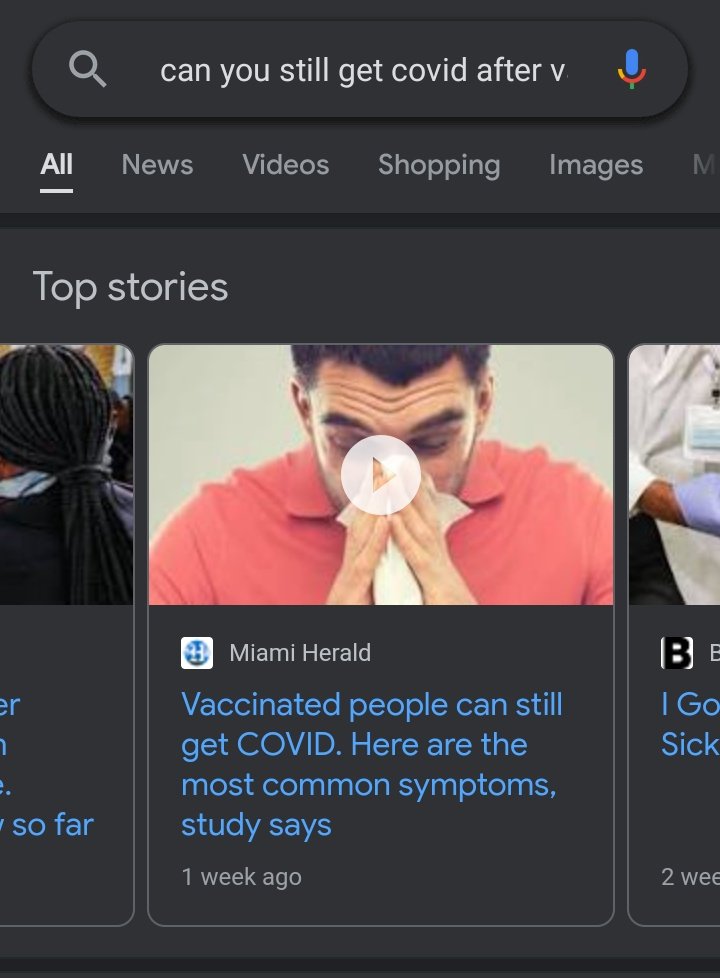 can you still get covid after v
All News Videos Shopping Images M
Top stories
Miami Herald
B
Vaccinated people can still
get COVID. Here are the
most common symptoms,
study says
1 week ago
er
so far
I Go
Sick
2 wee